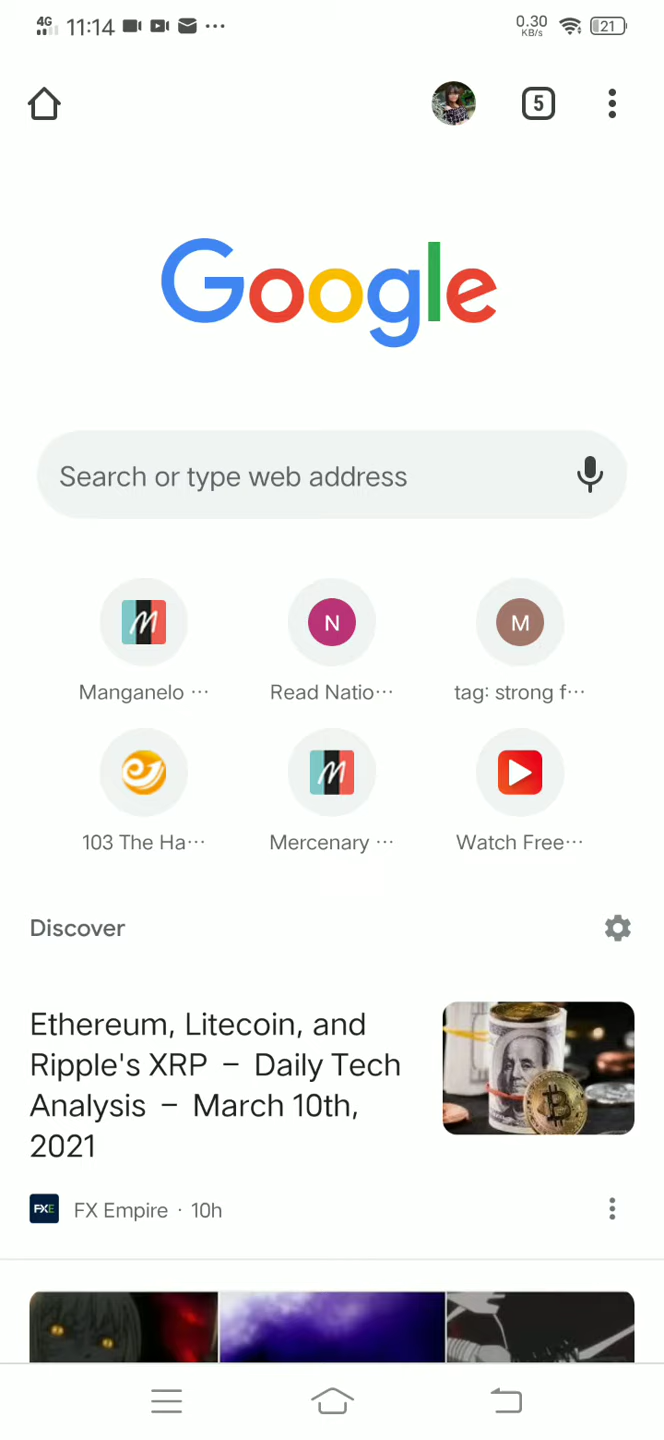 4G 11:14 ··· 0.30 KB/s 21
5
Google
Search or type web address
N M
Manganelo ··· Read Natio··· tag: strong f···
103 The Ha··· Mercenary ··· Watch Free···
Discover
Ethereum, Litecoin, and
Ripple's XRP – Daily Tech
Analysis – March 10th,
2021
FXE FX Empire · 10h